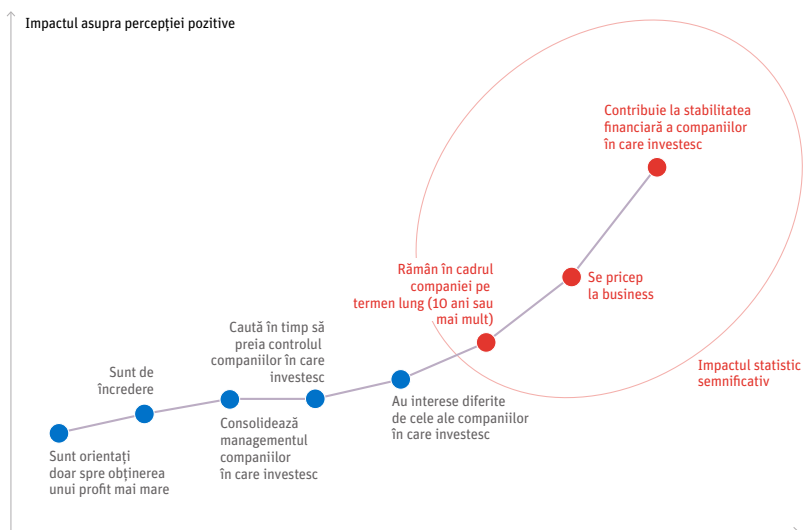 Impactul asupra percepției pozitive
Contribuie la stabilitatea
financiară a companiilor
în care investesc
Rămân în cadrul
companiei pe
termen lung (10 ani sau
mai mult)
Se pricep
la business
Caută în timp să
preia controlul
companiilor în care
investesc
Impactul statistic
semnificativ
Sunt de
încredere
Au interese diferite
de cele ale companiilor
în care investesc
Consolidează
managementul
companiilor
în care investesc
Sunt orientați
doar spre obținerea
unui profit mai mare